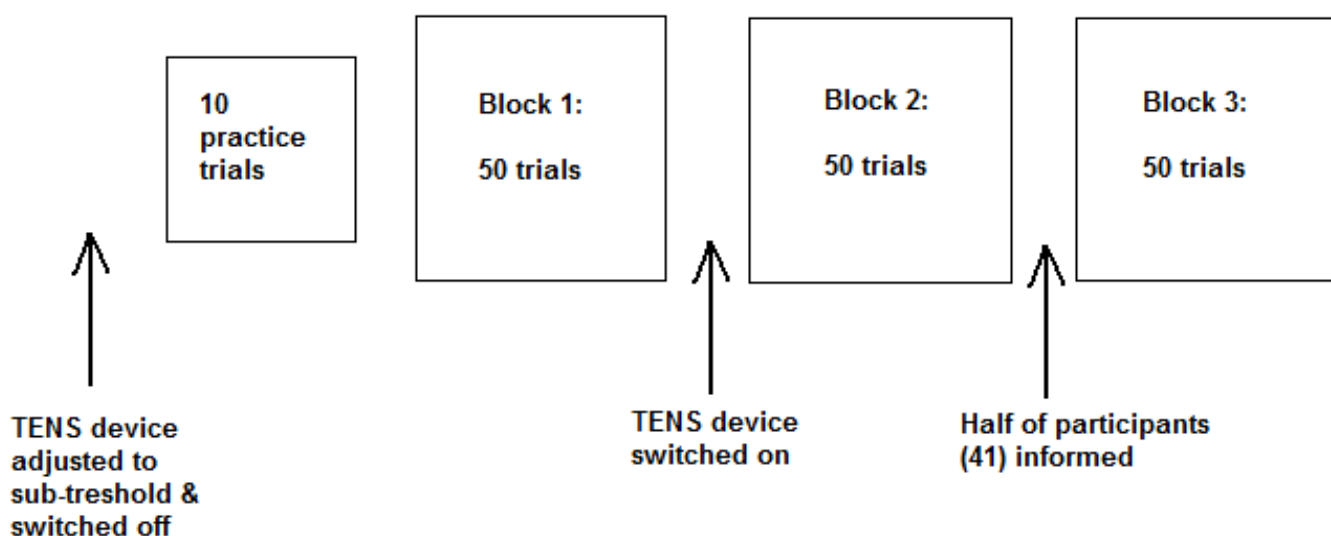 10
practice
trials
Block 1:
50 trials
Block 2:
50 trials
Block 3:
50 trials
TENS device
adjusted to
sub-treshold &
switched off
TENS device
switched on
Half of participants
(41) informed